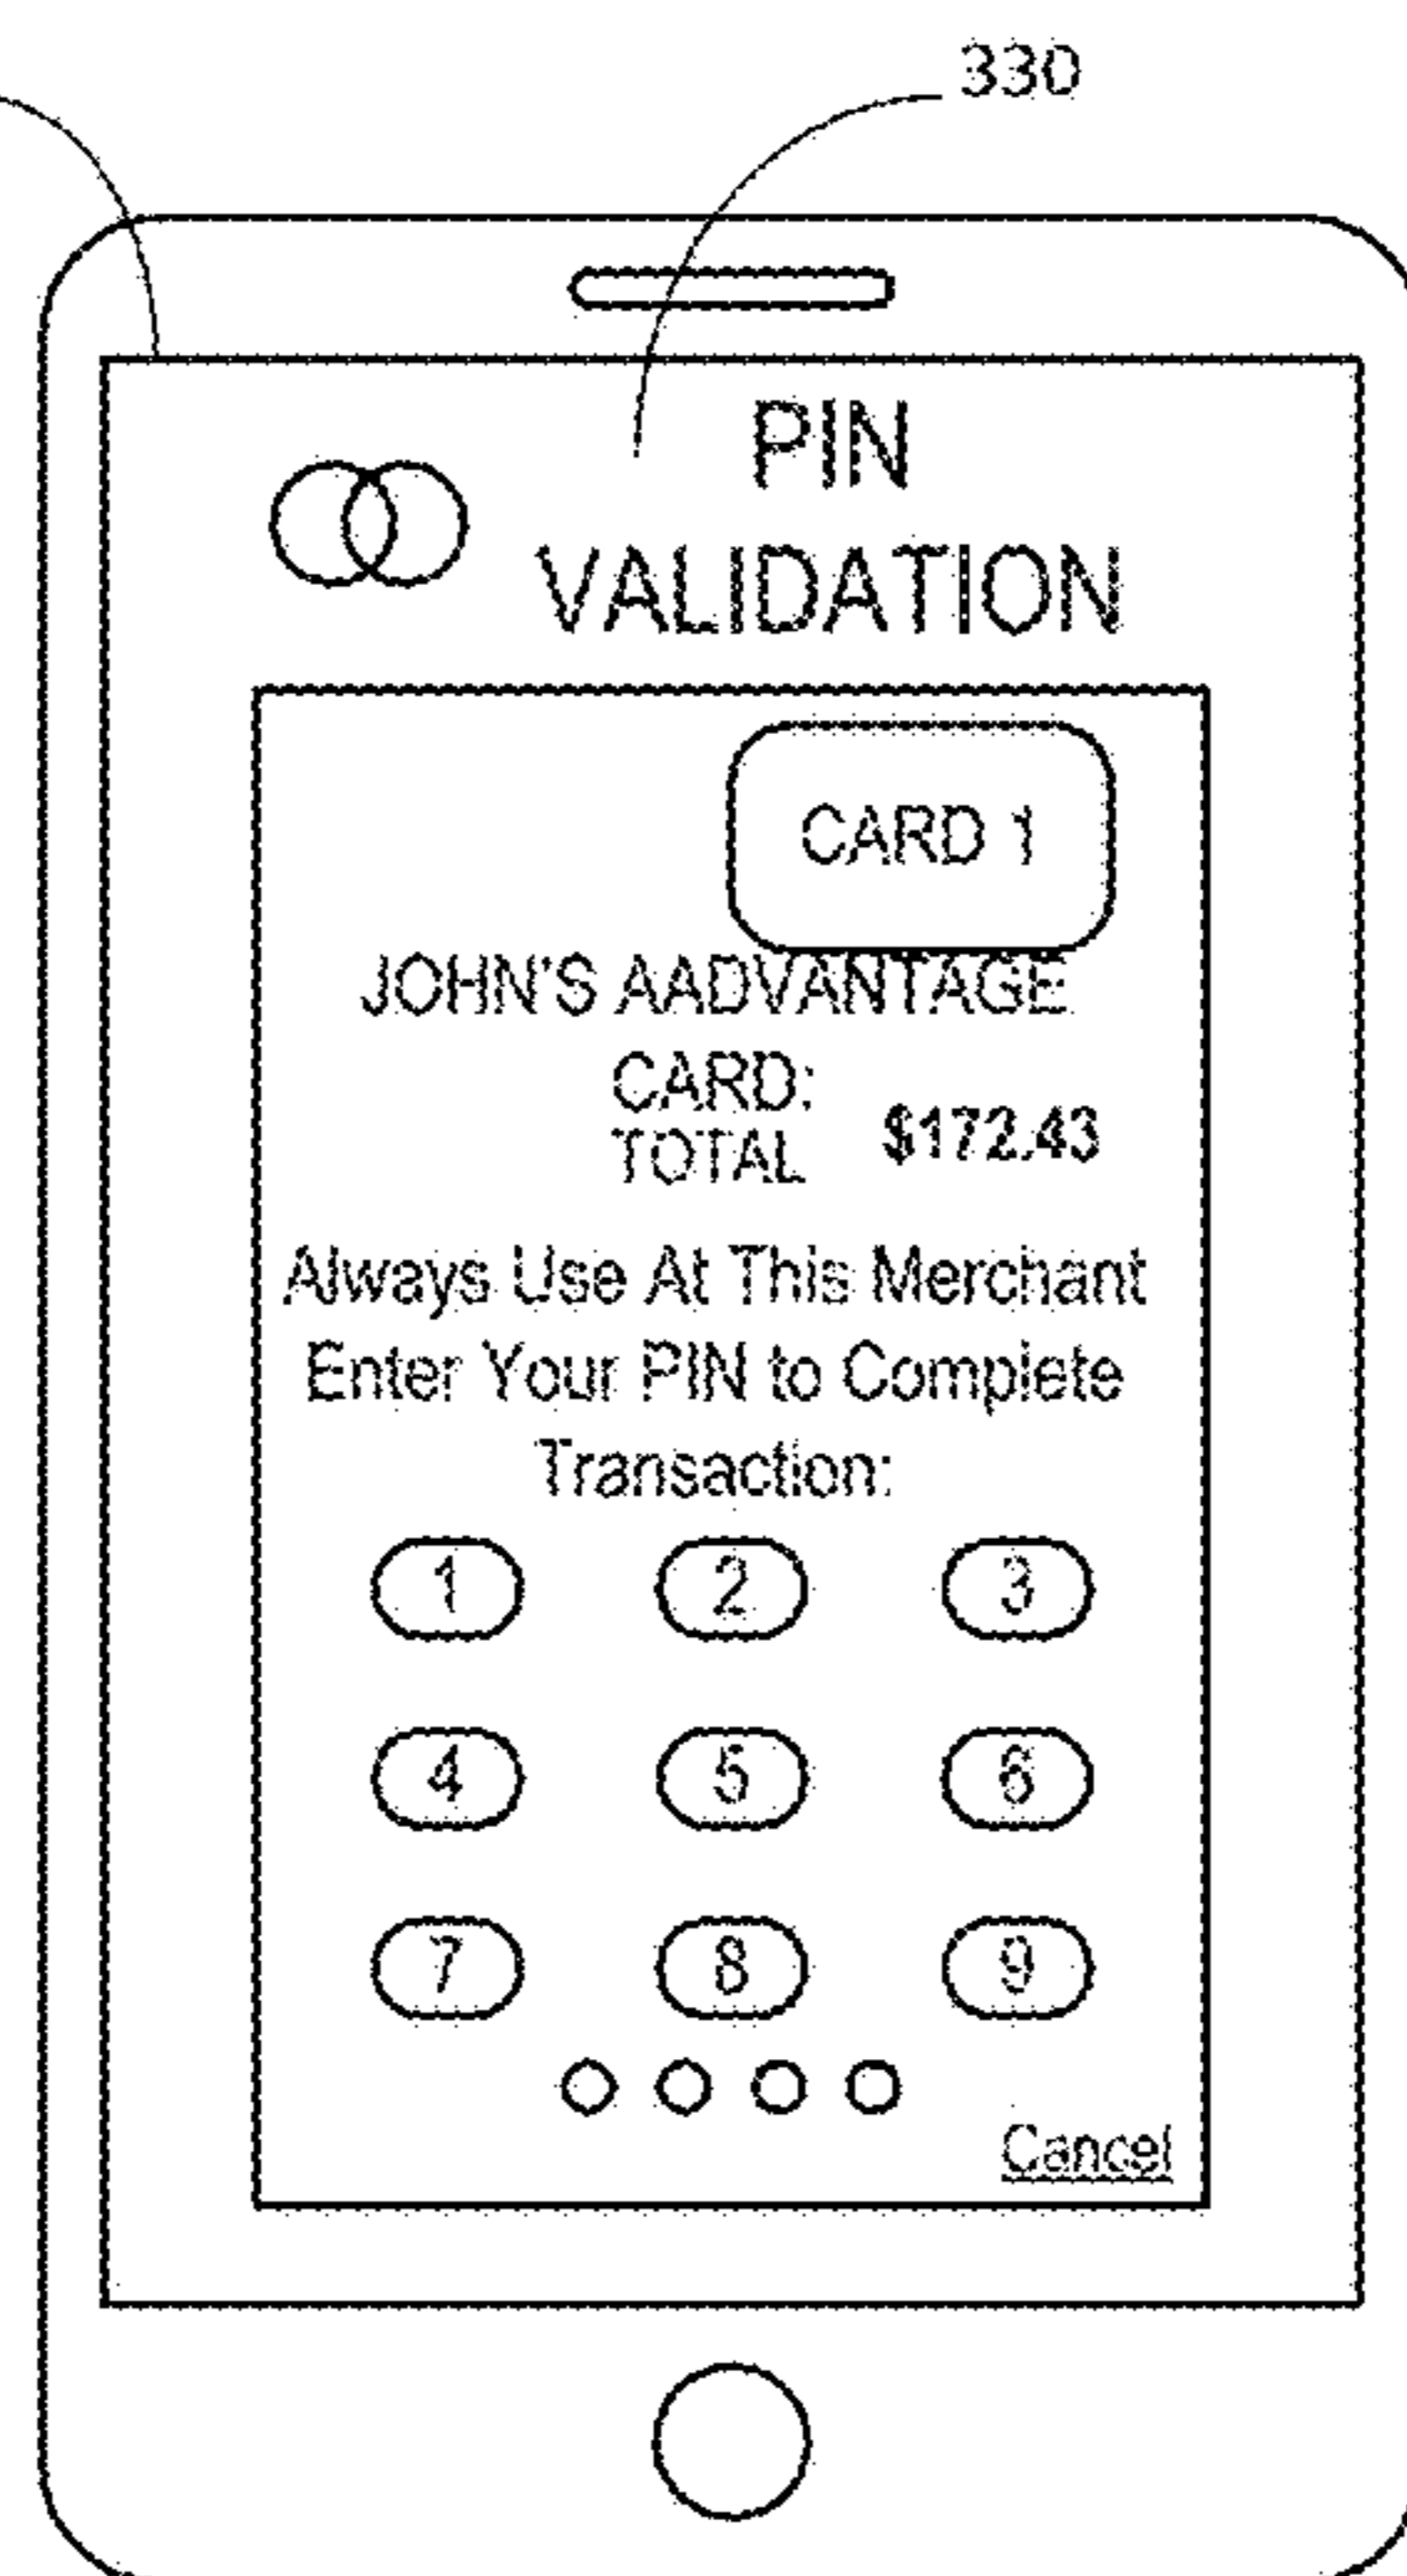 330
PIN
VALIDATION
CARD 1
JOHN'S AADVANTAGE
CARD:
TOTAL $172.43
Always Use At This Merchant
Enter Your PIN to Complete
Transaction:
1 2 3
4 5 6
7 8 9
Cancel